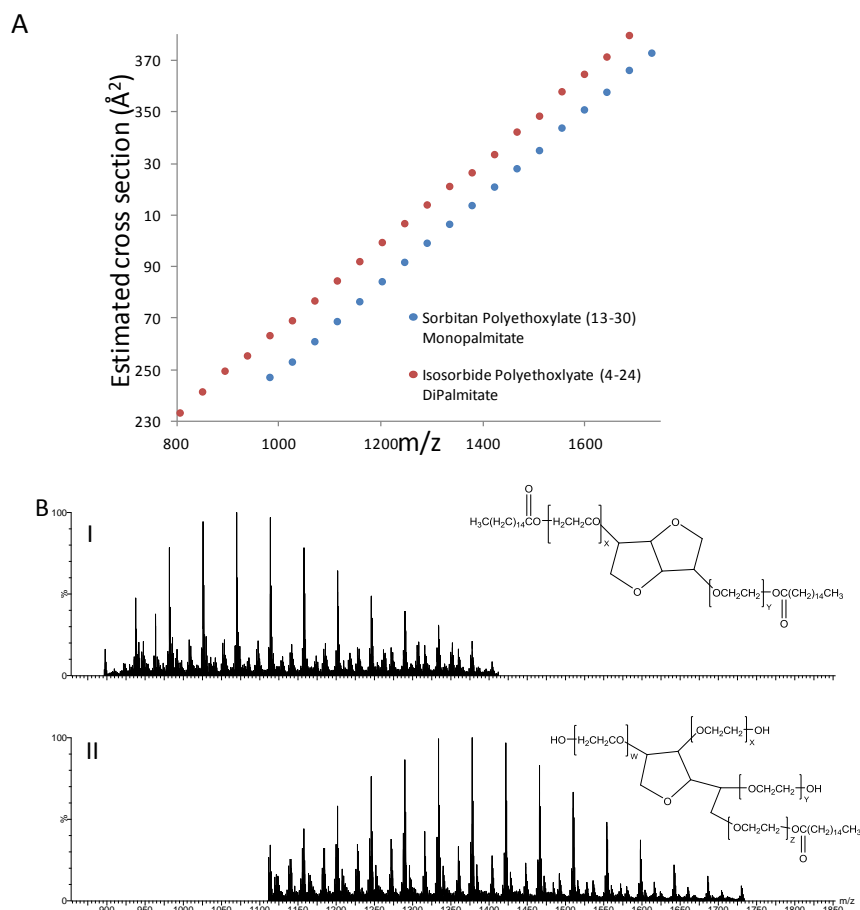 A
Estimated cross section (Å²)
370
350
30
10
90
70
250
230
800
1000
1200
1400
1600
m/z
Sorbitan Polyethoxylate (13-30)
Monopalmitate
Isosorbide Polyethoxlyate (4-24)
DiPalmitate
B
I
100
%
0
H₃C(H₂C)₁₄CO
O
H₂CH₂CO
X
O
O
OCH₂CH₂
Y
OC(CH₂)₁₄CH₃
O
II
100
%
0
HO
H₂CH₂CO
W
OCH₂CH₂
X
OH
O
OCH₂CH₂
Y
OH
OCH₂CH₂
Z
OC(CH₂)₁₄CH₃
O
900 950 1000 1050 1100 1150 1200 1250 1300 1350 1400 1450 1500 1550 1600 1650 1700 1750 1800 1850 m/z